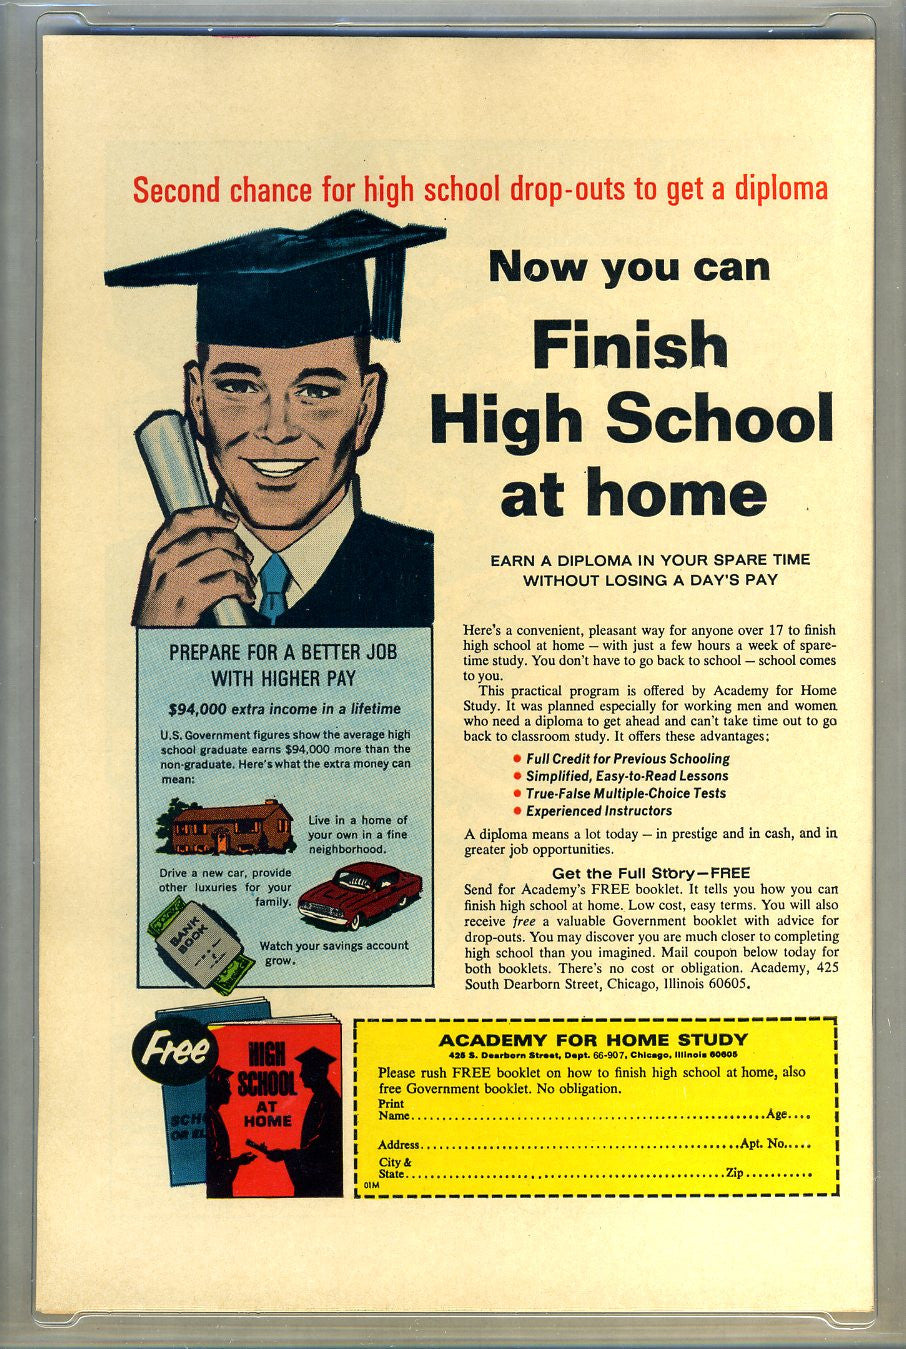 Second chance for high school drop-outs to get a diploma
Now you can
Finish
High School
at home
EARN A DIPLOMA IN YOUR SPARE TIME
WITHOUT LOSING A DAY'S PAY
PREPARE FOR A BETTER JOB
WITH HIGHER PAY
$94,000 extra income in a lifetime
U.S. Government figures show the average high
school graduate earns $94,000 more than the
non-graduate. Here's what the extra money can
mean:
Live in a home of
your own in a fine
neighborhood.
Drive a new car, provide
other luxuries for your
family.
BANK
BOOK
Watch your savings account
grow.
Here's a convenient, pleasant way for anyone over 17 to finish
high school at home — with just a few hours a week of spare-
time study. You don't have to go back to school — school comes
to you.
This practical program is offered by Academy for Home
Study. It was planned especially for working men and women
who need a diploma to get ahead and can't take time out to go
back to classroom study. It offers these advantages:
• Full Credit for Previous Schooling
• Simplified, Easy-to-Read Lessons
• True-False Multiple-Choice Tests
• Experienced Instructors
A diploma means a lot today — in prestige and in cash, and in
greater job opportunities.
Get the Full Story—FREE
Send for Academy's FREE booklet. It tells you how you can
finish high school at home. Low cost, easy terms. You will also
receive free a valuable Government booklet with advice for
drop-outs. You may discover you are much closer to completing
high school than you imagined. Mail coupon below today for
both booklets. There's no cost or obligation. Academy, 425
South Dearborn Street, Chicago, Illinois 60605.
Free
SCH
OR EL
HIGH
SCHOOL
AT
HOME
ACADEMY FOR HOME STUDY
425 S. Dearborn Street, Dept. 66-907, Chicago, Illinois 60605
Please rush FREE booklet on how to finish high school at home, also
free Government booklet. No obligation.
Print
Name.......Age....
Address.......Apt. No.....
City &
State.......Zip.......
01M